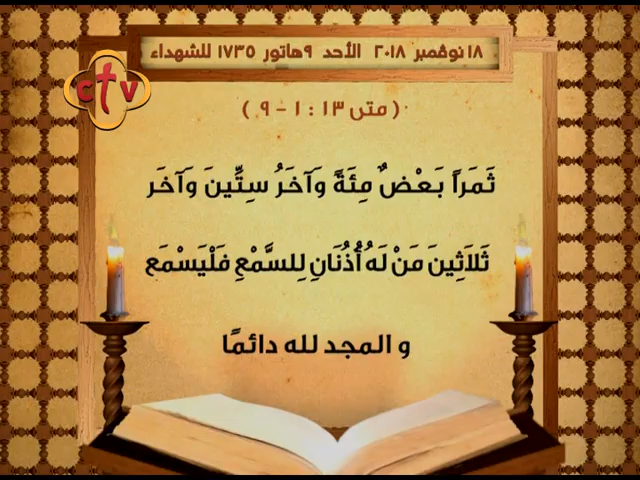 ١٨ نوفمبر ٢٠١٨ الأحد ٩ هاتور ١٧٣٥ للشهداء
ctv
( متى ١٣ : ١ - ٩ )
ثَمَراً بَعْضٌ مِئَةً وَآخَرُ سِتِّينَ وَآخَر
ثَلاَثِينَ مَنْ لَهُ أُذُنَانِ لِلسَّمْعِ فَلْيَسْمَع
و المجد لله دائمًا